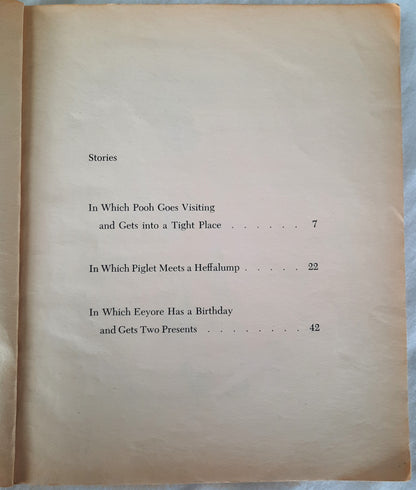 Stories
In Which Pooh Goes Visiting
and Gets into a Tight Place . . . . . . 7
In Which Piglet Meets a Heffalump . . . . . 22
In Which Eeyore Has a Birthday
and Gets Two Presents . . . . . . . . 42